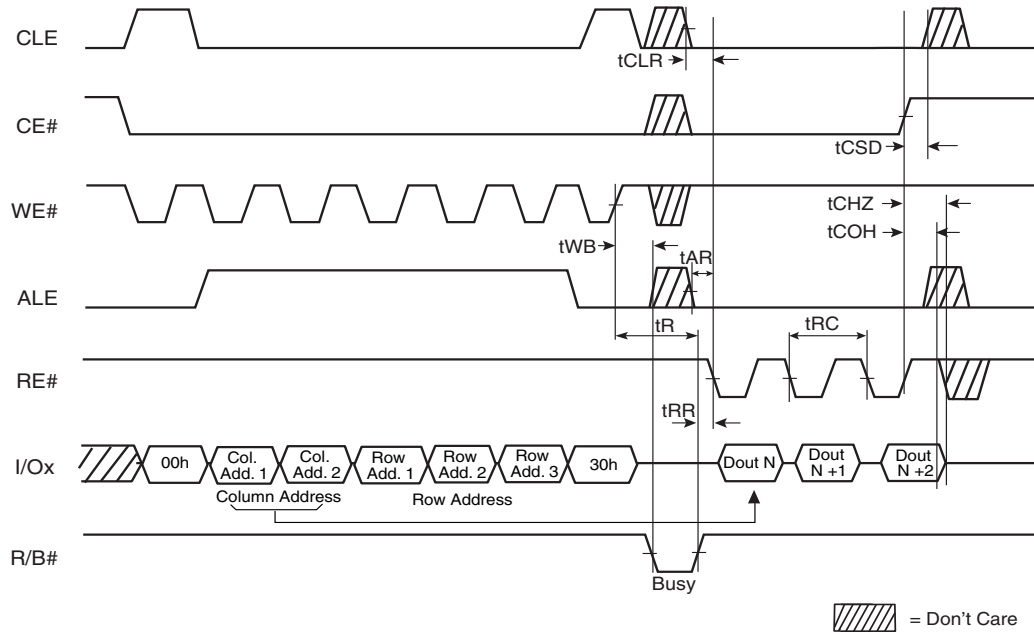 CLE
tCLR
CE#
tCSD
WE#
tCHZ
tCOH
tWB
tAR
ALE
tR
tRC
RE#
tRR
I/Ox
00h
Col.
Add. 1
Col.
Add. 2
Row
Add. 1
Row
Add. 2
Row
Add. 3
30h
Dout N
Dout
N +1
Dout
N +2
Column Address
Row Address
R/B#
Busy
= Don't Care